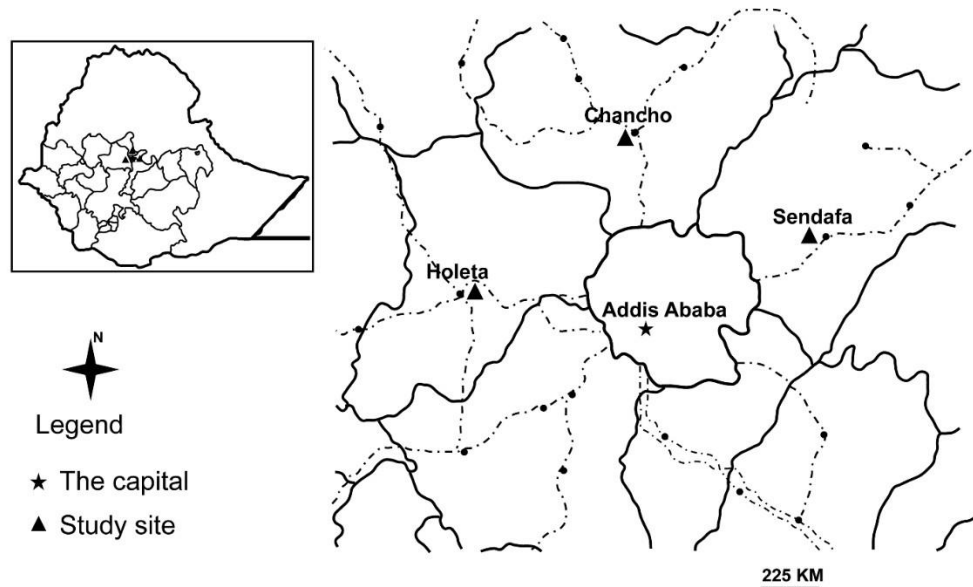 Chancho
Sendafa
Holeta
Addis Ababa
N
Legend
The capital
Study site
225 KM